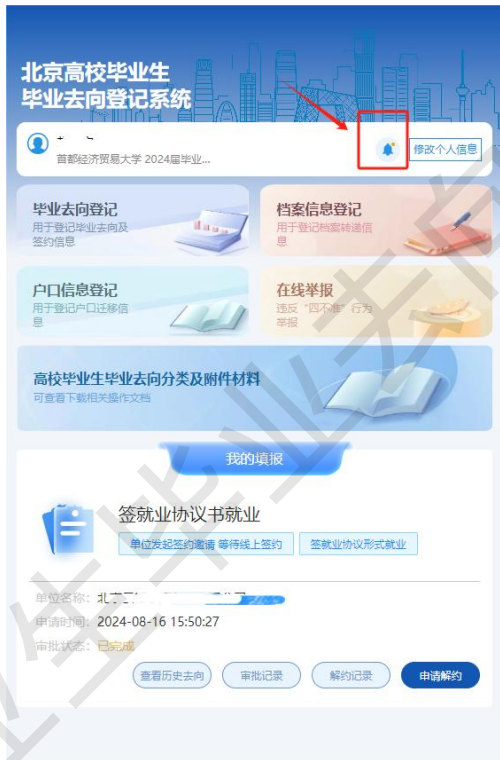 北京高校毕业生
毕业去向登记系统
首都经济贸易大学 2024届毕业...
修改个人信息
毕业去向登记
用于登记毕业去向及
签约信息
档案信息登记
用于登记档案转递信
息
户口信息登记
用于登记户口迁移信
息
在线举报
违反“四不准”行为
举报
高校毕业生毕业去向分类及附件材料
可查看下载相关操作文档
我的填报
签就业协议书就业
单位发起签约邀请 等待线上签约
签就业协议形式就业
单位名称：北京
申请时间：2024-08-16 15:50:27
审批状态：已完成
查看历史去向
审批记录
解约记录
申请解约
业生毕业去向